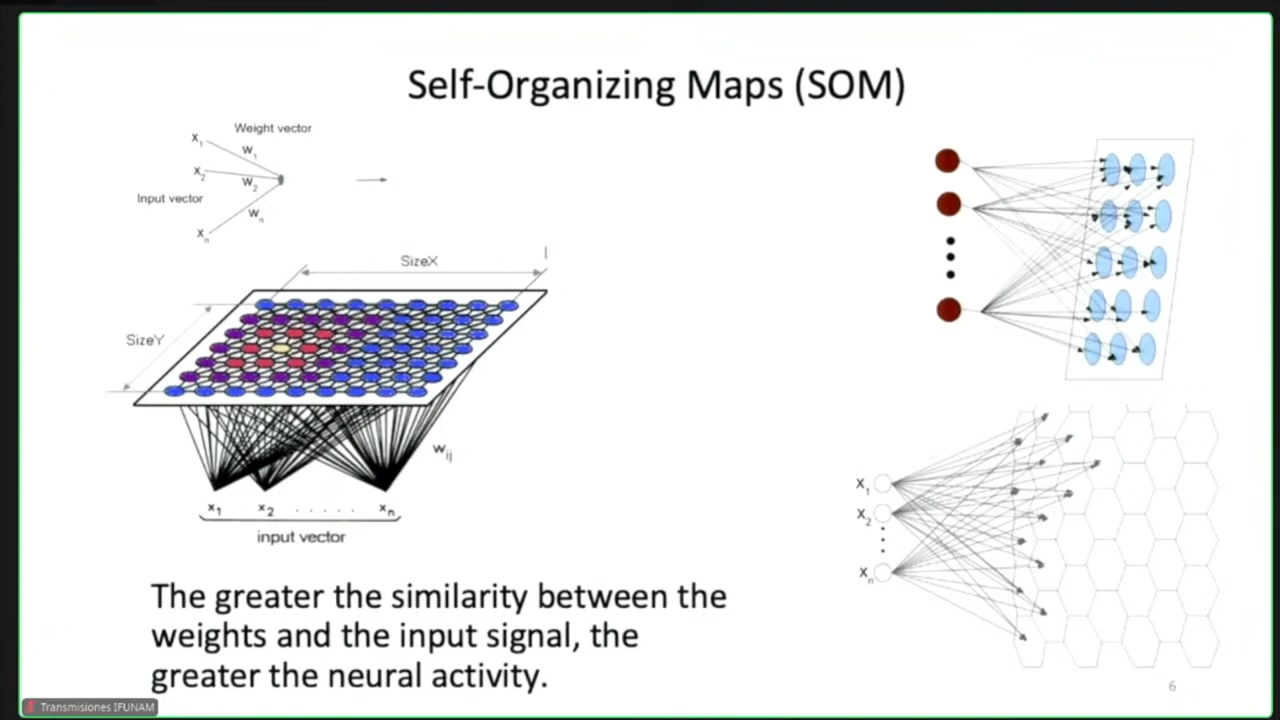 Self-Organizing Maps (SOM)
Weight vector
x1
w1
x2
w2
Input vector
wn
xn
SizeX
l
SizeY
wij
x1 x2 . . . . . xn
input vector
x1
x2
xn
The greater the similarity between the
weights and the input signal, the
greater the neural activity.
6
Transmisiones IFUNAM